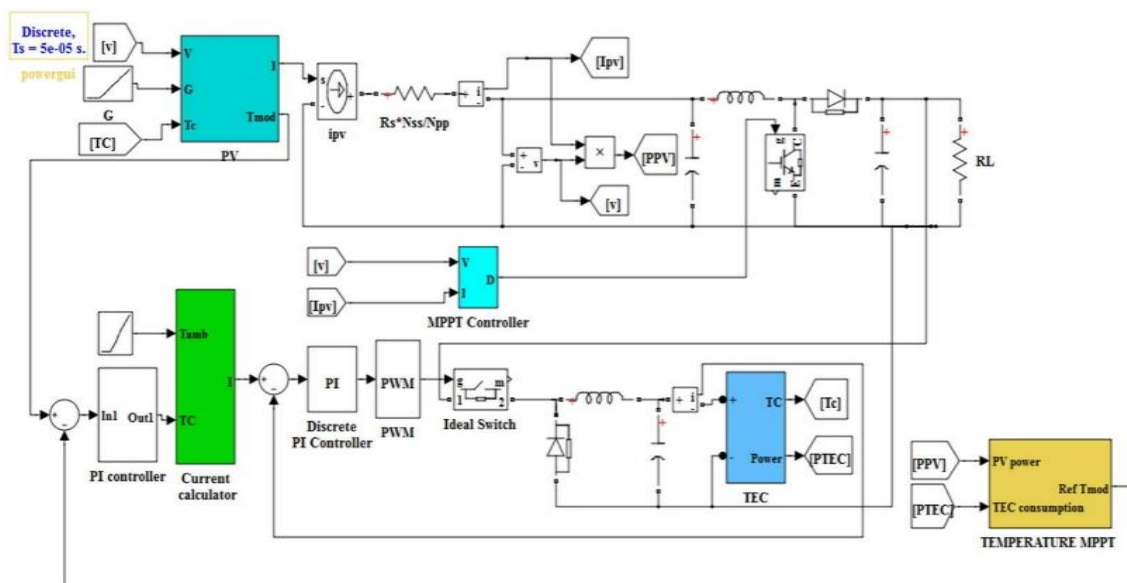 Discrete,
Ts = 5e-05 s.
powergui
[v]
G
[TC]
V
G
Tc
I
Tmod
PV
s
-
+
ipv
Rs*Nss/Npp
+ i
-
[Ipv]
+
-
v
×
[PPV]
[v]
+
+
g
C
m
E
+
+
RL
[v]
[Ipv]
V
I
D
MPPT Controller
Tamb
TC
I
Current
calculator
In1
Out1
PI controller
+
-
+
-
PI
Discrete
PI Controller
PWM
PWM
g
m
1
2
Ideal Switch
+
+
+ i
-
+
-
TC
Power
TEC
[Tc]
[PTEC]
[PPV]
[PTEC]
PV power
TEC consumption
Ref Tmod
TEMPERATURE MPPT